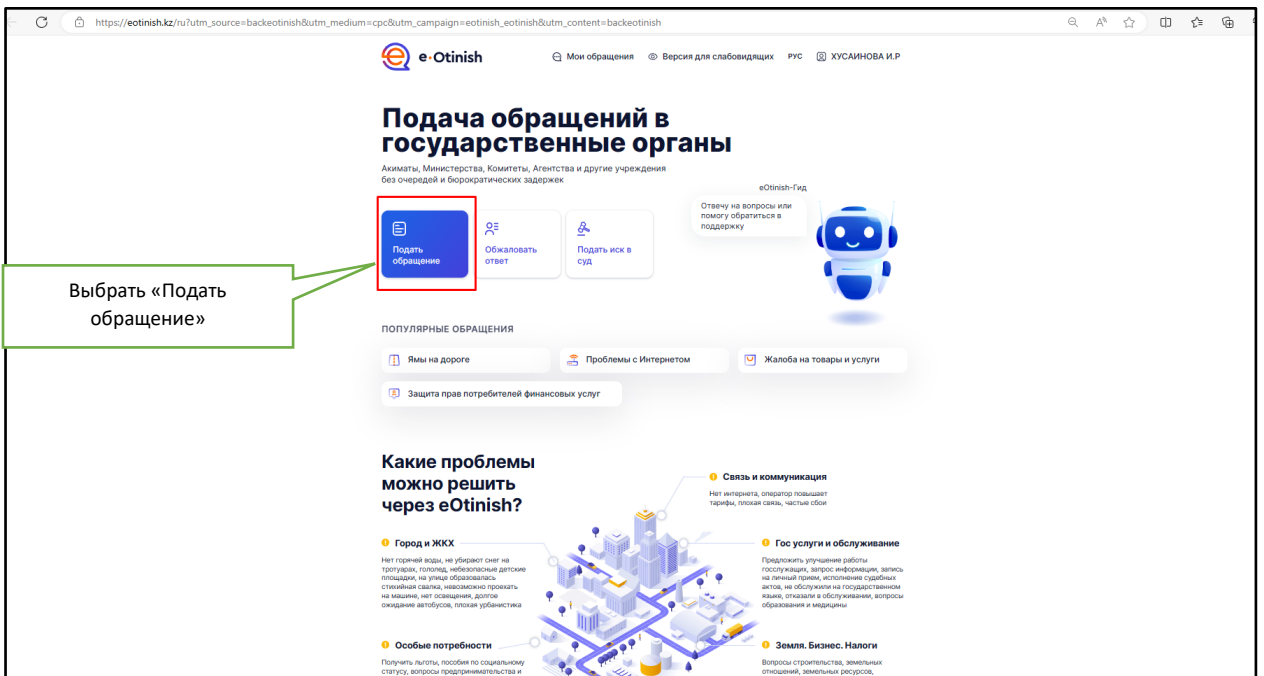 https://eotinish.kz/ru?utm_source=backeotinish&utm_medium=cpc&utm_campaign=eotinish_eotinish&utm_content=backeotinish
e·Otinish
Мои обращения
Версия для слабовидящих
РУС
ХУСАИНОВА И.Р
Подача обращений в
государственные органы
Акиматы, Министерства, Комитеты, Агентства и другие учреждения
без очередей и бюрократических задержек
еOtinish-Гид
Отвечу на вопросы или
помогу обратиться в
поддержку
Подать
обращение
Обжаловать
ответ
Подать иск в
суд
Выбрать «Подать
обращение»
ПОПУЛЯРНЫЕ ОБРАЩЕНИЯ
Ямы на дороге
Проблемы с Интернетом
Жалоба на товары и услуги
Защита прав потребителей финансовых услуг
Какие проблемы
можно решить
через eOtinish?
Связь и коммуникация
Нет интернета, оператор повышает
тарифы, плохая связь, частые сбои
Город и ЖКХ
Нет горячей воды, не убирают снег на
тротуарах, гололед, небезопасные детские
площадки, на улице образовалась
стихийная свалка, невозможно проехать
на машине, нет освещения, долгое
ожидание автобусов, плохая урбанистика
Гос услуги и обслуживание
Предложить улучшение работы
госслужащих, запрос информации, запись
на личный прием, исполнение судебных
актов, не обслужили на государственном
языке, отказали в обслуживании, вопросы
образования и медицины
Особые потребности
Получить льготы, пособия по социальному
статусу, вопросы предпринимательства и
Земля. Бизнес. Налоги
Вопросы строительства, земельных
отношений, земельных ресурсов,